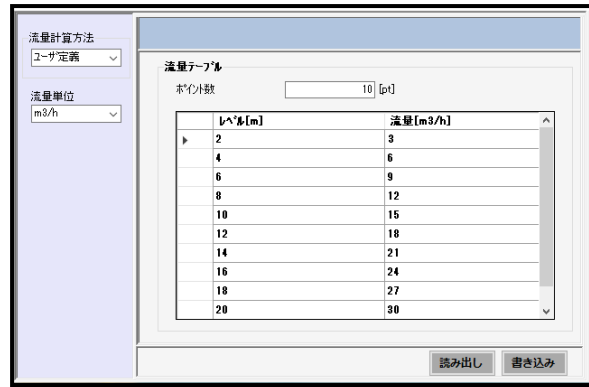 流量計算方法
ユーザ定義
流量単位
m3/h
流量テーブル
ポイント数 10 [pt]
レベル[m] 流量[m3/h]
2 3
4 6
6 9
8 12
10 15
12 18
14 21
16 24
18 27
20 30
読み出し 書き込み